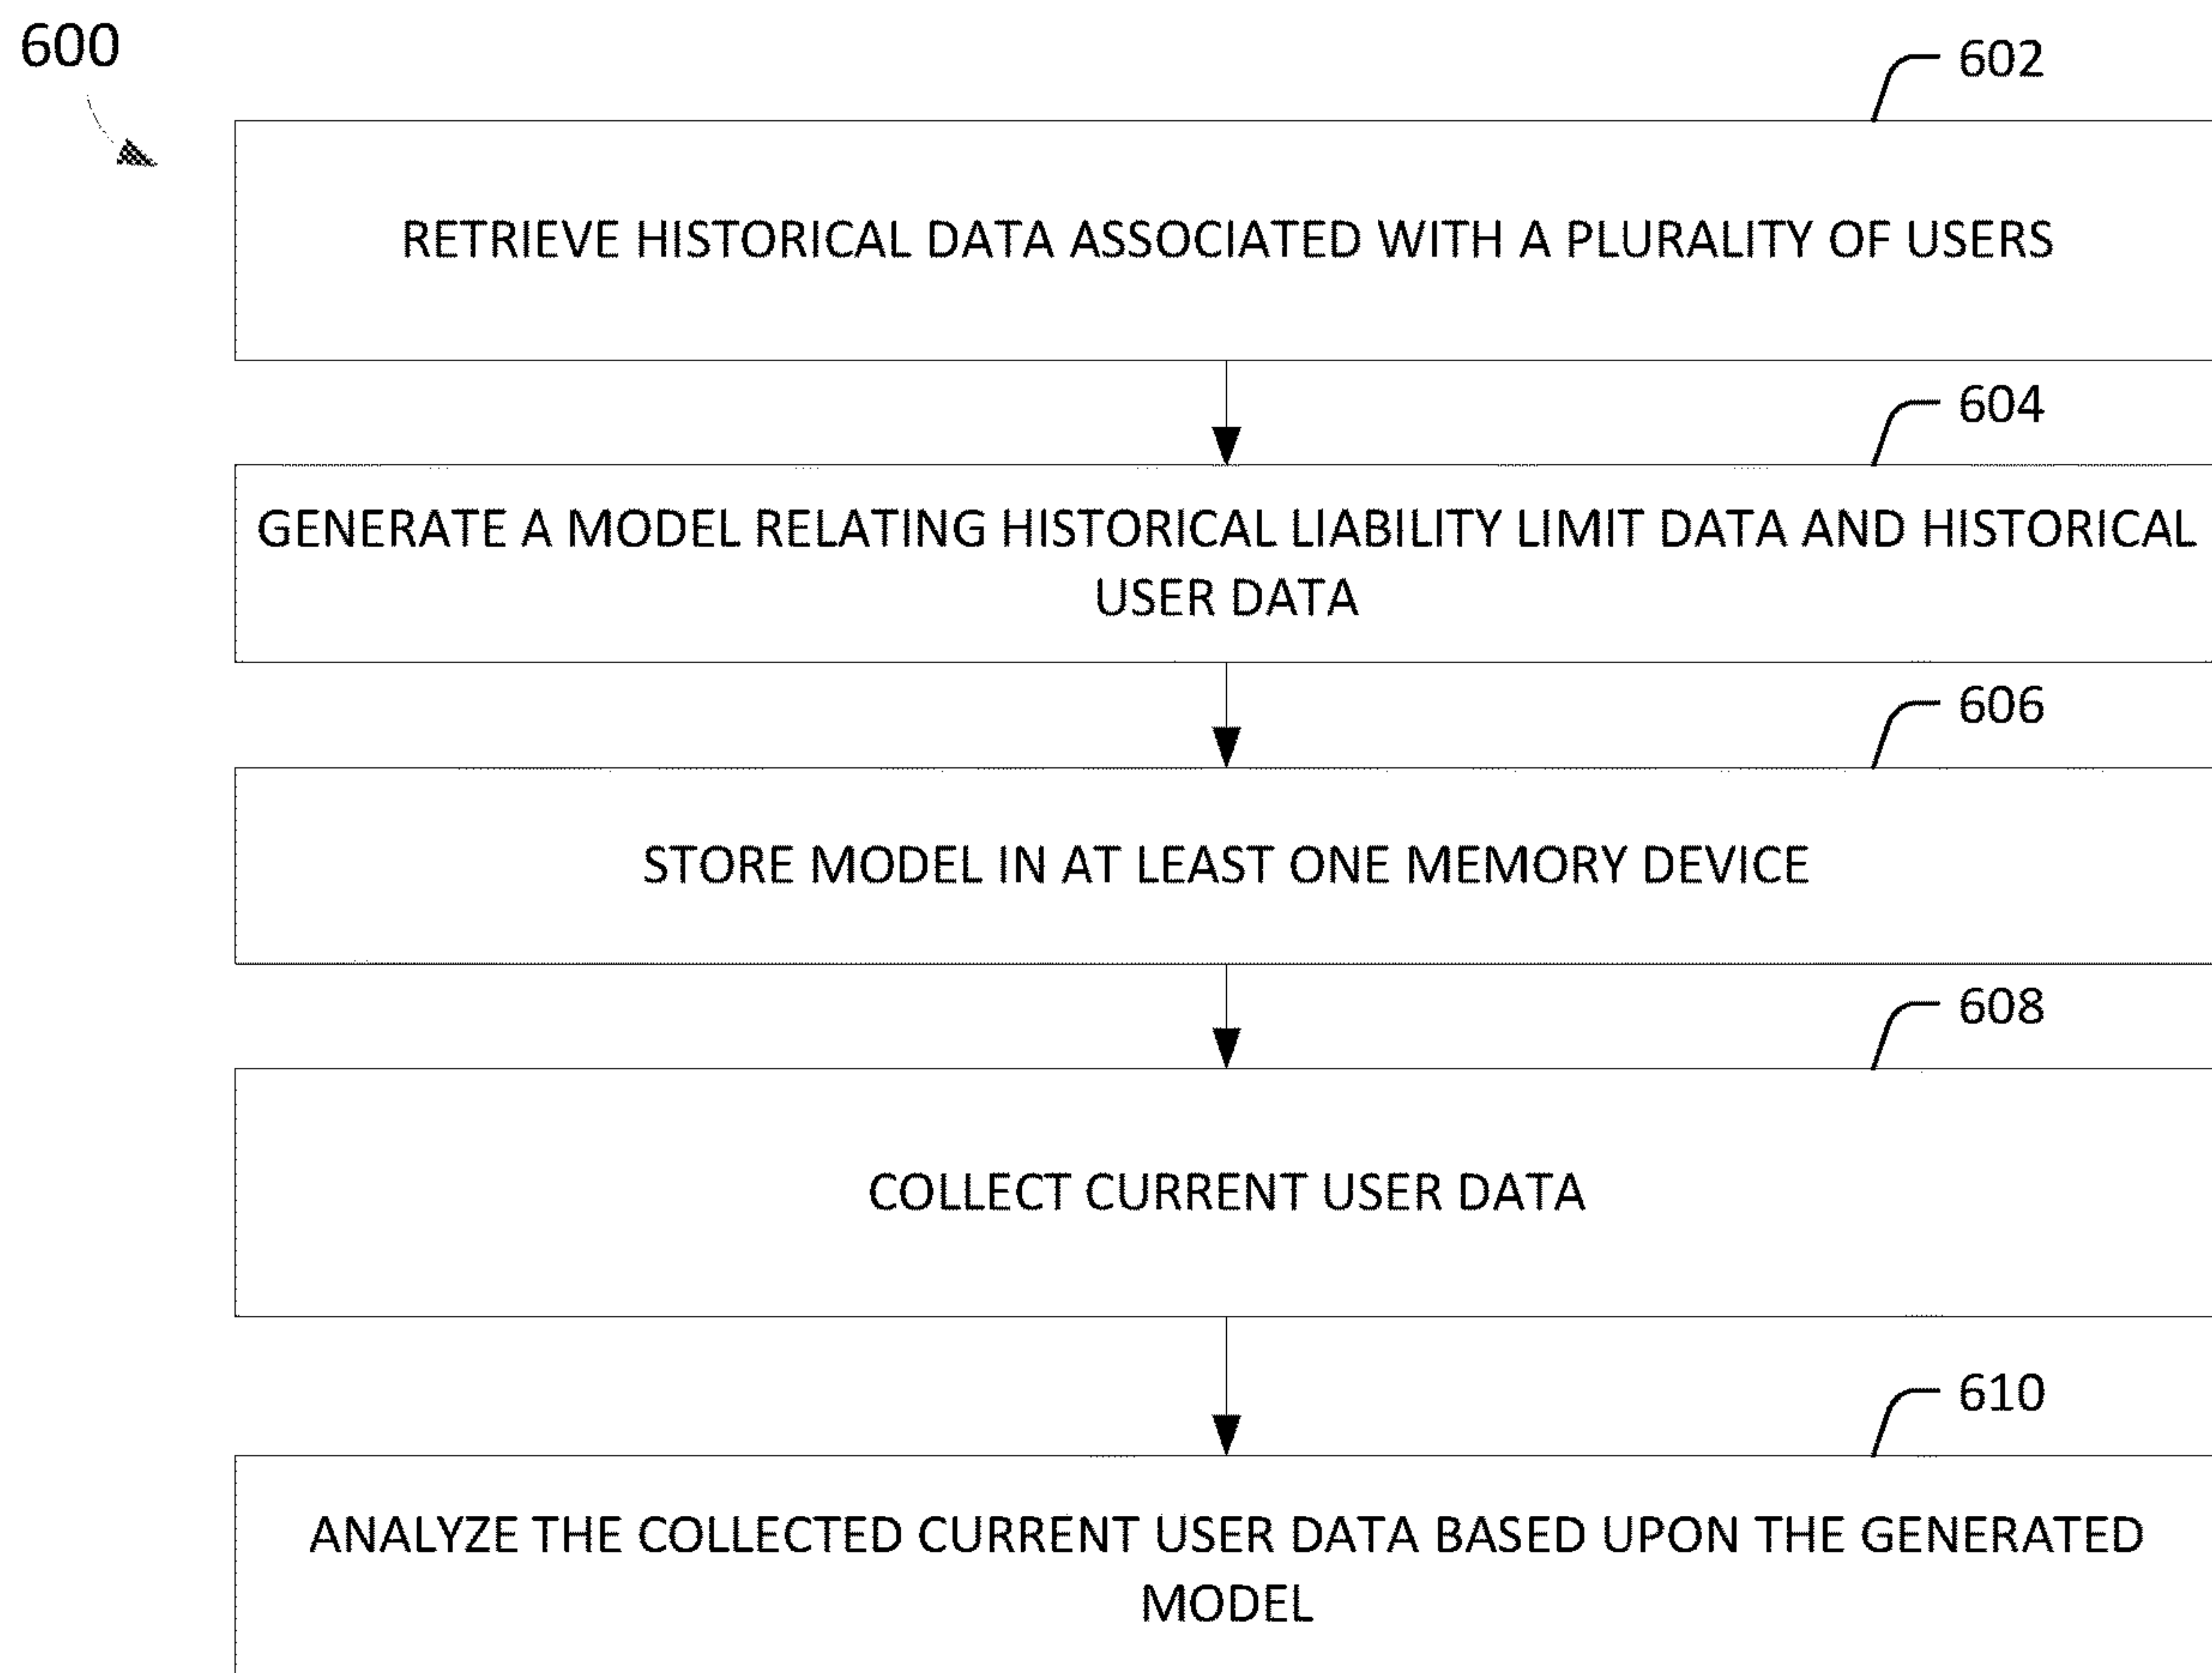 600
602
RETRIEVE HISTORICAL DATA ASSOCIATED WITH A PLURALITY OF USERS
604
GENERATE A MODEL RELATING HISTORICAL LIABILITY LIMIT DATA AND HISTORICAL
USER DATA
606
STORE MODEL IN AT LEAST ONE MEMORY DEVICE
608
COLLECT CURRENT USER DATA
610
ANALYZE THE COLLECTED CURRENT USER DATA BASED UPON THE GENERATED
MODEL